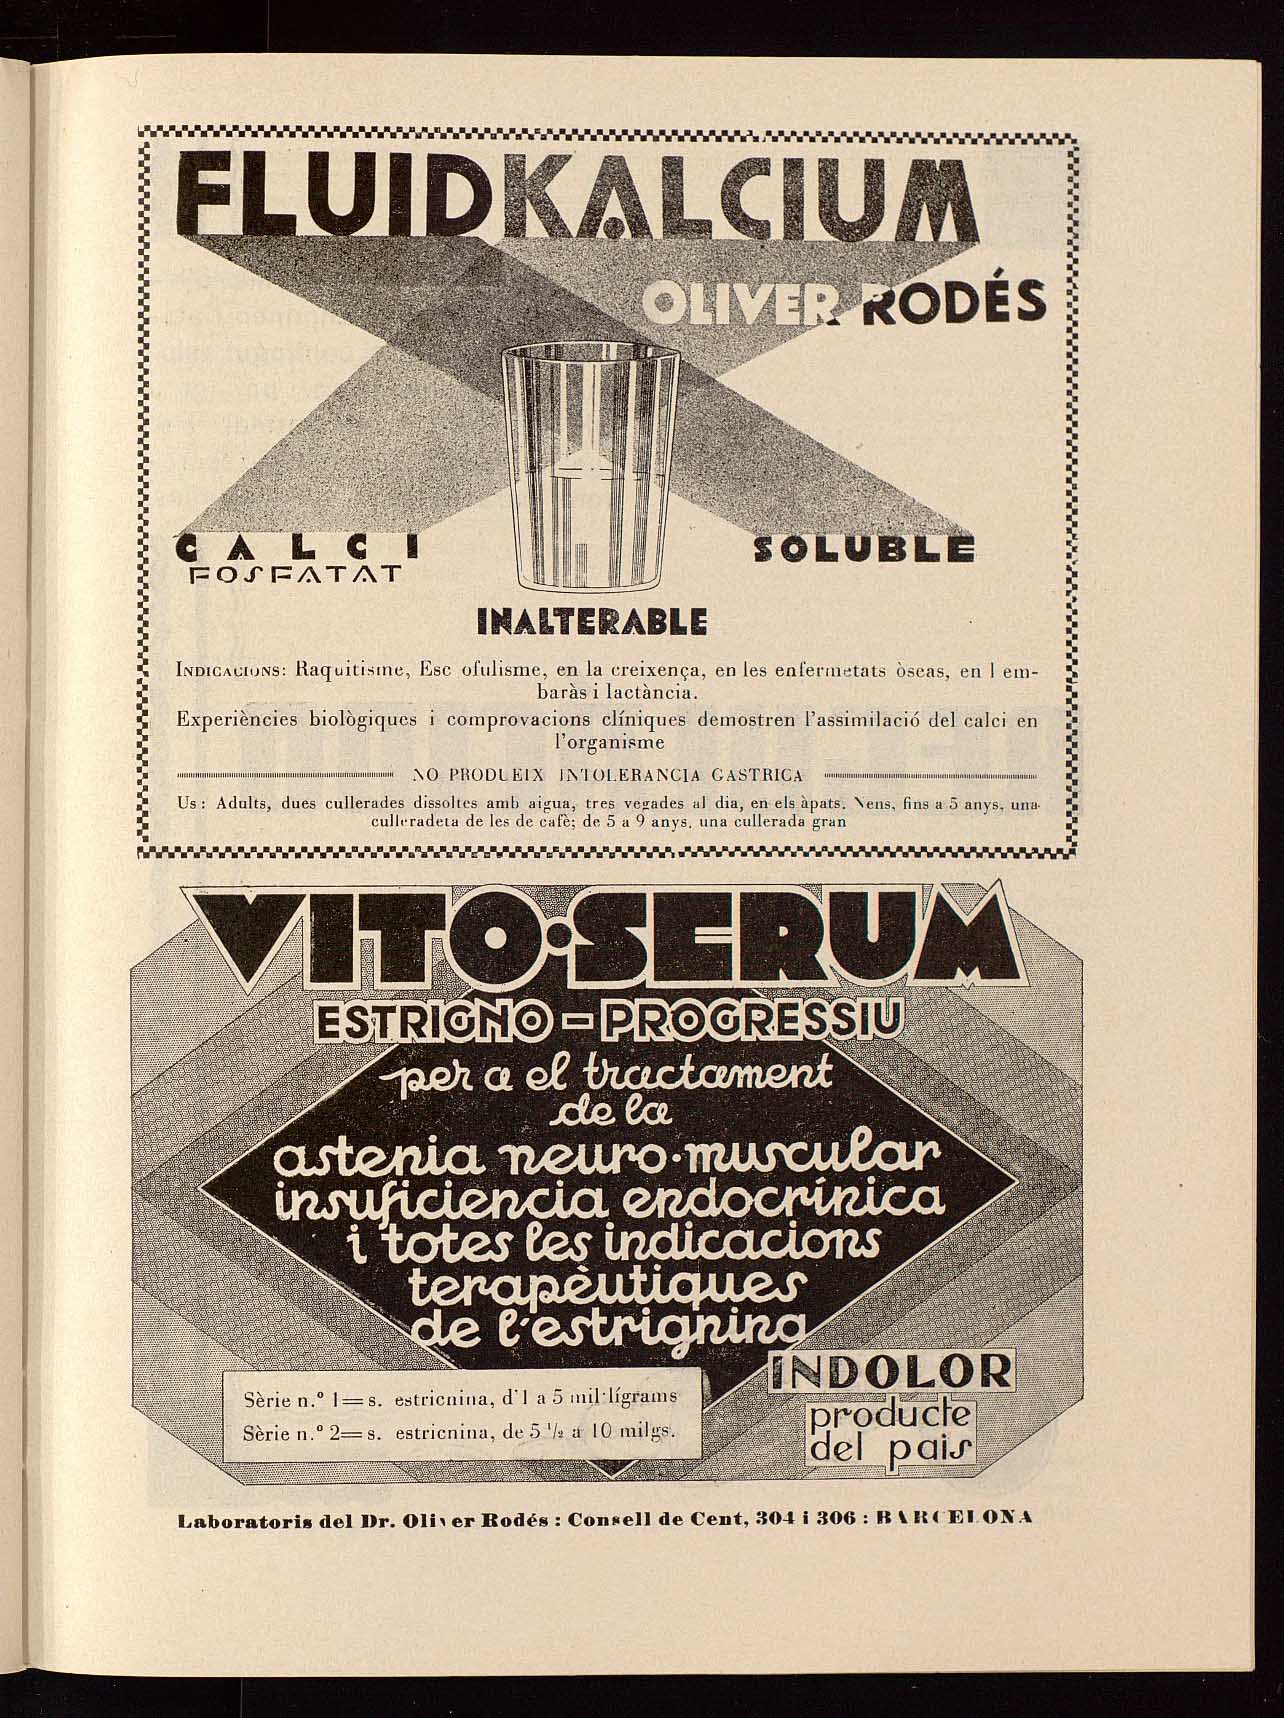 FLUIDKALCIUM
OLIVER RODÉS
CALCI
FOSFATAT
SOLUBLE
INALTERABLE
INDICACIONS: Raquitisme, Esc ofulisme, en la creixença, en les enfermetats òseas, en l em-
baràs i lactància.
Experiències biològiques i comprovacions clíniques demostren l'assimilació del calci en
l'organisme
NO PRODUEIX INTOLERANCIA GASTRICA
Us: Adults, dues cullerades dissoltes amb aigua, tres vegades al dia, en els àpats. Nens, fins a 5 anys, una
culleradeta de les de cafè; de 5 a 9 anys, una cullerada gran
VITO·SERUM
ESTRIGNO-PROGRESSIU
per a el tractament
de la
astenia neuro-muscular
insuficiencia endocrínica
i totes les indicacions
terapèutiques
de l'estrignina
Sèrie n.º 1=s. estricnina, d'1 a 5 mil·lígrams
Sèrie n.º 2=s. estricnina, de 5 1/2 a 10 milgs.
INDOLOR
producte
del pais
Laboratoris del Dr. Oliver Rodés: Consell de Cent, 304 i 306: BARCELONA